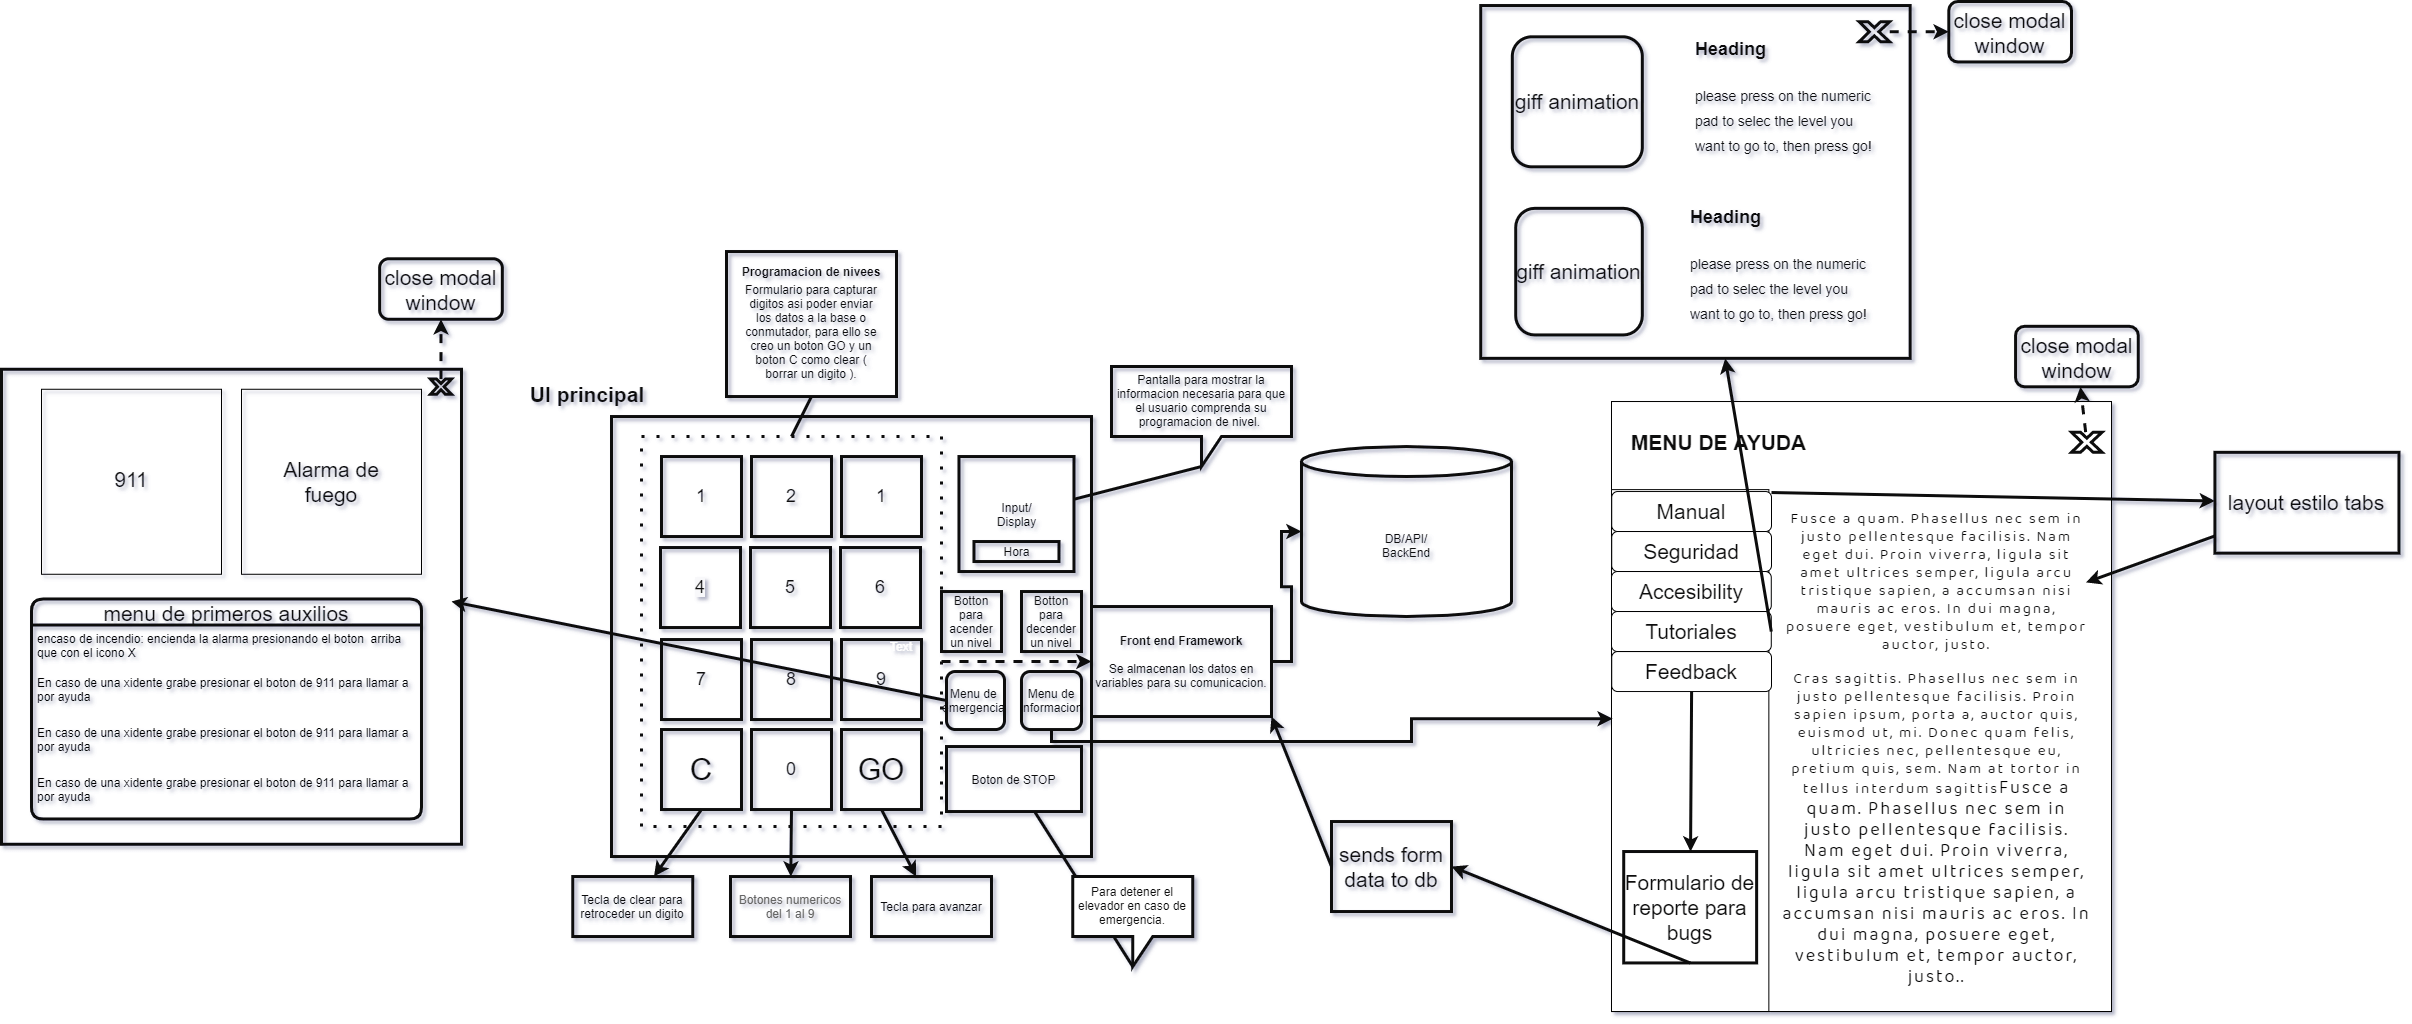 close modal
window
911
Alarma de
fuego
menu de primeros auxilios
encaso de incendio: encienda la alarma presionando el boton  arriba
que con el icono X
En caso de una xidente grabe presionar el boton de 911 para llamar a
por ayuda
En caso de una xidente grabe presionar el boton de 911 para llamar a
por ayuda
En caso de una xidente grabe presionar el boton de 911 para llamar a
por ayuda
UI principal
Programacion de nivees
Formulario para capturar
digitos asi poder enviar
los datos a la base o
conmutador, para ello se
creo un boton GO y un
boton C como clear (
borrar un digito ).
1
2
1
4
5
6
7
8
9
Text
C
0
GO
Input/
Display
Hora
Botton
para
acender
un nivel
Botton
para
decender
un nivel
Menu de
emergencia
Menu de
informacion
Boton de STOP
Tecla de clear para
retroceder un digito
Botones numericos
del 1 al 9
Tecla para avanzar
Para detener el
elevador en caso de
emergencia.
Pantalla para mostrar la
informacion necesaria para que
el usuario comprenda su
programacion de nivel.
Front end Framework
Se almacenan los datos en
variables para su comunicacion.
DB/API/
BackEnd
sends form
data to db
giff animation
Heading
please press on the numeric
pad to selec the level you
want to go to, then press go!
giff animation
Heading
please press on the numeric
pad to selec the level you
want to go to, then press go!
close modal
window
close modal
window
MENU DE AYUDA
Manual
Seguridad
Accesibility
Tutoriales
Feedback
Formulario de
reporte para
bugs
Fusce a quam. Phasellus nec sem in
justo pellentesque facilisis. Nam
eget dui. Proin viverra, ligula sit
amet ultrices semper, ligula arcu
tristique sapien, a accumsan nisi
mauris ac eros. In dui magna,
posuere eget, vestibulum et, tempor
auctor, justo.
Cras sagittis. Phasellus nec sem in
justo pellentesque facilisis. Proin
sapien ipsum, porta a, auctor quis,
euismod ut, mi. Donec quam felis,
ultricies nec, pellentesque eu,
pretium quis, sem. Nam at tortor in
tellus interdum sagittisFusce a
quam. Phasellus nec sem in
justo pellentesque facilisis.
Nam eget dui. Proin viverra,
ligula sit amet ultrices semper,
ligula arcu tristique sapien, a
accumsan nisi mauris ac eros. In
dui magna, posuere eget,
vestibulum et, tempor auctor,
justo..
layout estilo tabs